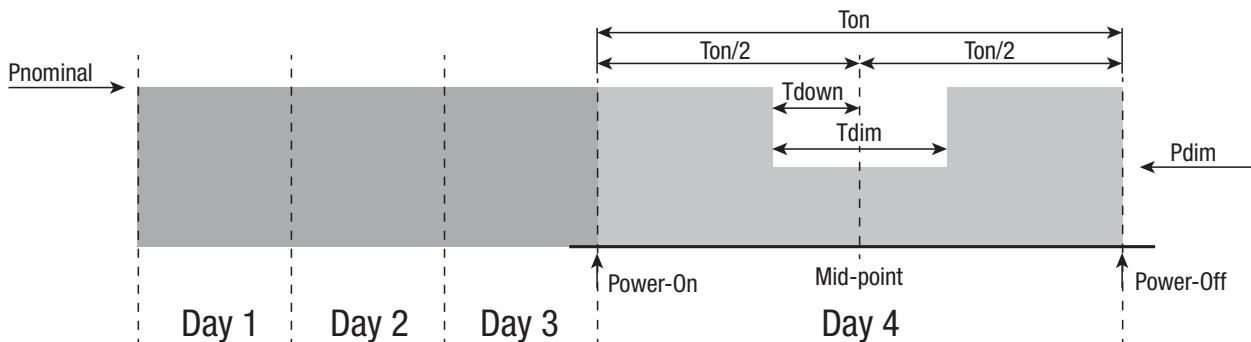 Ton
Ton/2
Ton/2
Pnominal
Tdown
Tdim
Pdim
Power-On
Mid-point
Power-Off
Day 1
Day 2
Day 3
Day 4